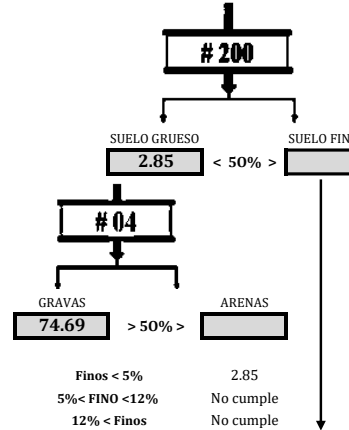 # 200
SUELO GRUESO SUELO FIN
2.85 < 50% >
# 04
GRAVAS ARENAS
74.69 > 50% >
Finos < 5% 2.85
5%< FINO <12% No cumple
12% < Finos No cumple